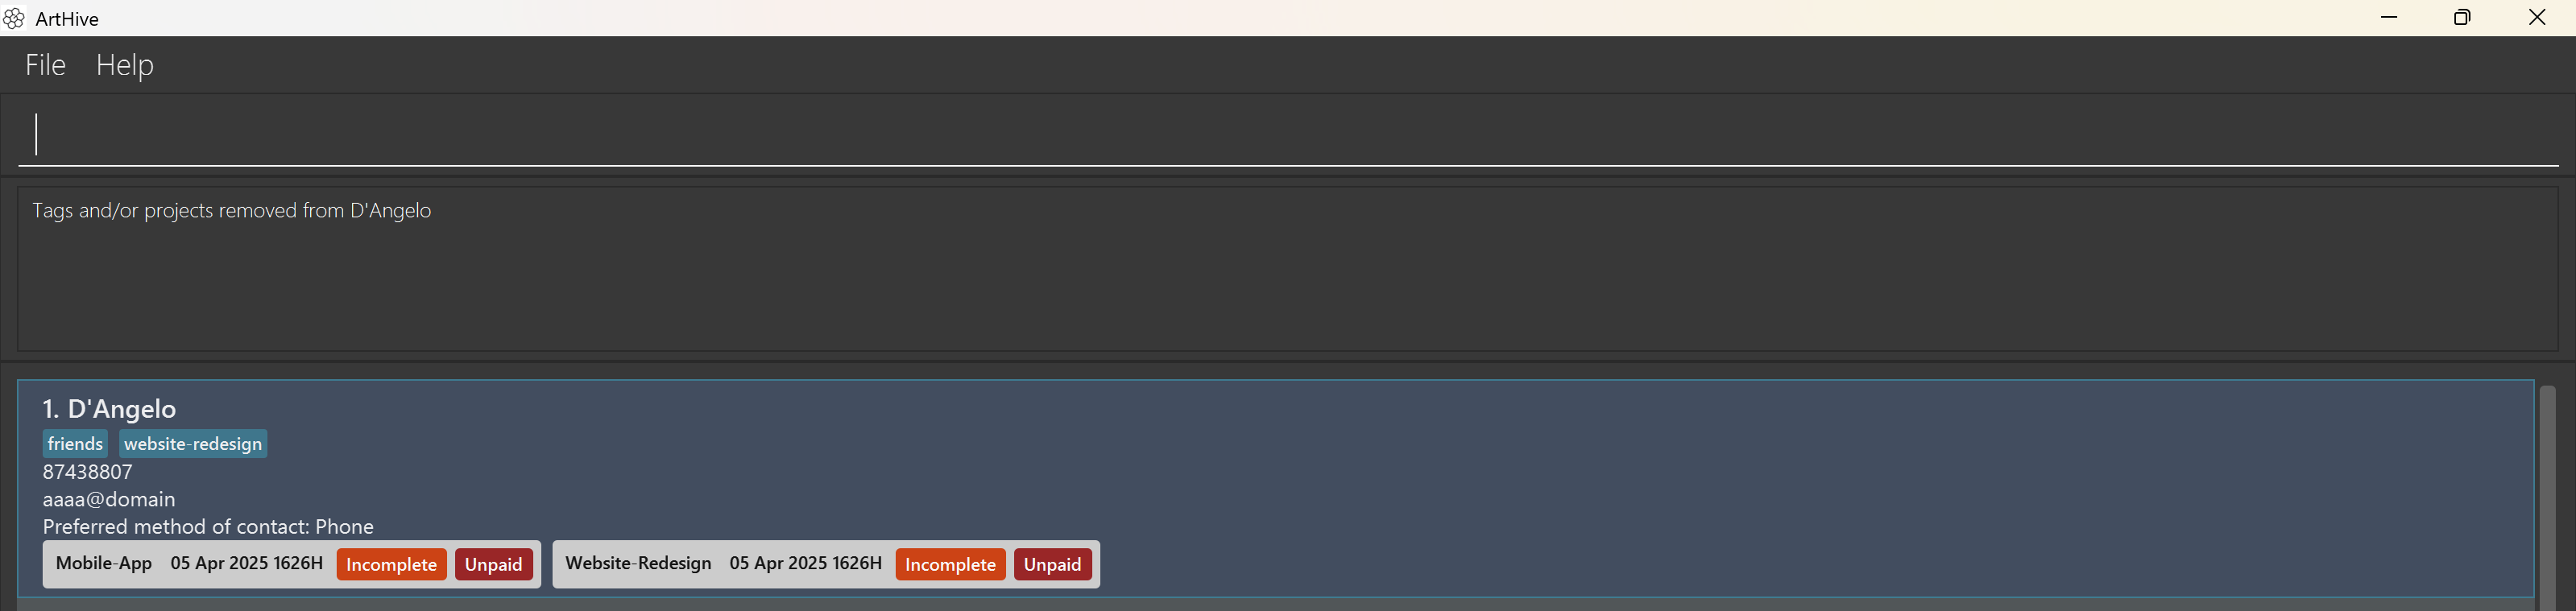 ArtHive
File Help
Tags and/or projects removed from D'Angelo
1. D'Angelo
friends website-redesign
87438807
aaaa@domain
Preferred method of contact: Phone
Mobile-App 05 Apr 2025 1626H Incomplete Unpaid Website-Redesign 05 Apr 2025 1626H Incomplete Unpaid